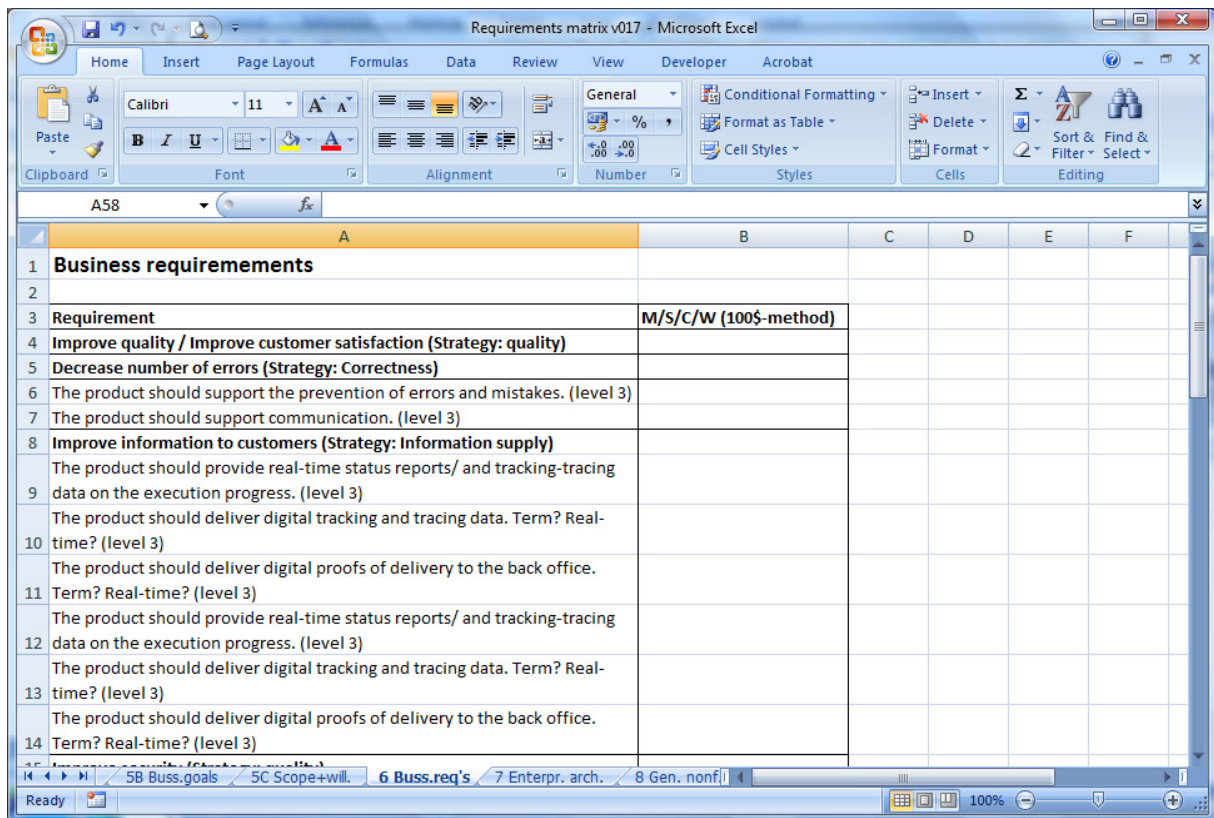 Requirements matrix v017 - Microsoft Excel
Home Insert Page Layout Formulas Data Review View Developer Acrobat
Calibri 11 A A General Conditional Formatting Insert Σ
Paste % , Format as Table Delete Sort & Find &
B I U A .00 .0 Cell Styles Format Filter Select
Clipboard Font Alignment Number Styles Cells Editing
A58 fx
A B C D E F
1 Business requiremements
2
3 Requirement M/S/C/W (100$-method)
4 Improve quality / Improve customer satisfaction (Strategy: quality)
5 Decrease number of errors (Strategy: Correctness)
6 The product should support the prevention of errors and mistakes. (level 3)
7 The product should support communication. (level 3)
8 Improve information to customers (Strategy: Information supply)
The product should provide real-time status reports/ and tracking-tracing
9 data on the execution progress. (level 3)
The product should deliver digital tracking and tracing data. Term? Real-
10 time? (level 3)
The product should deliver digital proofs of delivery to the back office.
11 Term? Real-time? (level 3)
The product should provide real-time status reports/ and tracking-tracing
12 data on the execution progress. (level 3)
The product should deliver digital tracking and tracing data. Term? Real-
13 time? (level 3)
The product should deliver digital proofs of delivery to the back office.
14 Term? Real-time? (level 3)
5B Buss.goals 5C Scope+will. 6 Buss.req's 7 Enterpr. arch. 8 Gen. nonf.
Ready 100%